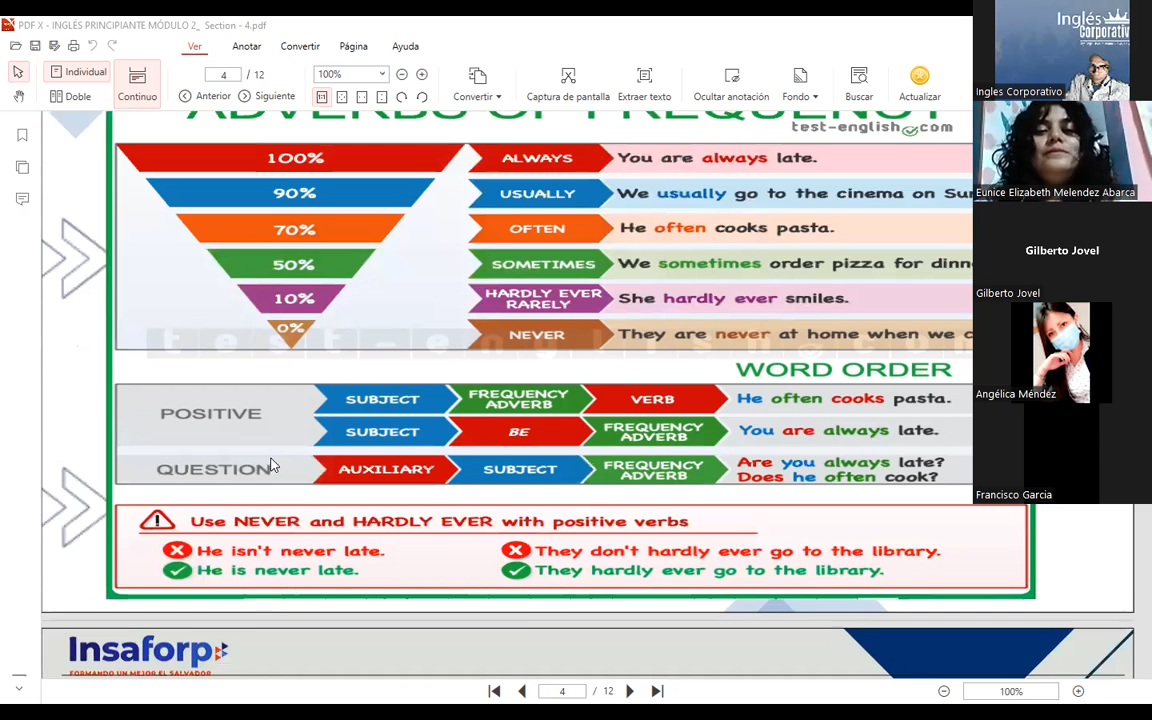 PDF X - INGLÉS PRINCIPIANTE MÓDULO 2_ Section - 4.pdf
Ver Anotar Convertir Página Ayuda
Individual
Doble
Continuo
4 / 12
Anterior Siguiente
100%
Convertir
Captura de pantalla
Extraer texto
Ocultar anotación
Fondo
Buscar
Actualizar
ADVERBS OF FREQUENCY
test-english.com
100% ALWAYS You are always late.
90% USUALLY We usually go to the cinema on
70% OFTEN He often cooks pasta.
50% SOMETIMES We sometimes order pizza for
10% HARDLY EVER She hardly ever smiles.
RARELY
0% NEVER They are never at home when we
test-english.com
WORD ORDER
POSITIVE
SUBJECT FREQUENCY ADVERB VERB He often cooks pasta.
SUBJECT BE FREQUENCY ADVERB You are always late.
QUESTION AUXILIARY SUBJECT FREQUENCY ADVERB Are you always late?
Does he often cook?
! Use NEVER and HARDLY EVER with positive verbs
He isn't never late. They don't hardly ever go to the library.
He is never late. They hardly ever go to the library.
Insaforp
FORMANDO UN MEJOR EL SALVADOR
4 / 12
100%
Inglés
Corporativo
Ingles Corporativo
Eunice Elizabeth Melendez Abarca
Gilberto Jovel
Gilberto Jovel
Angélica Méndez
Francisco Garcia